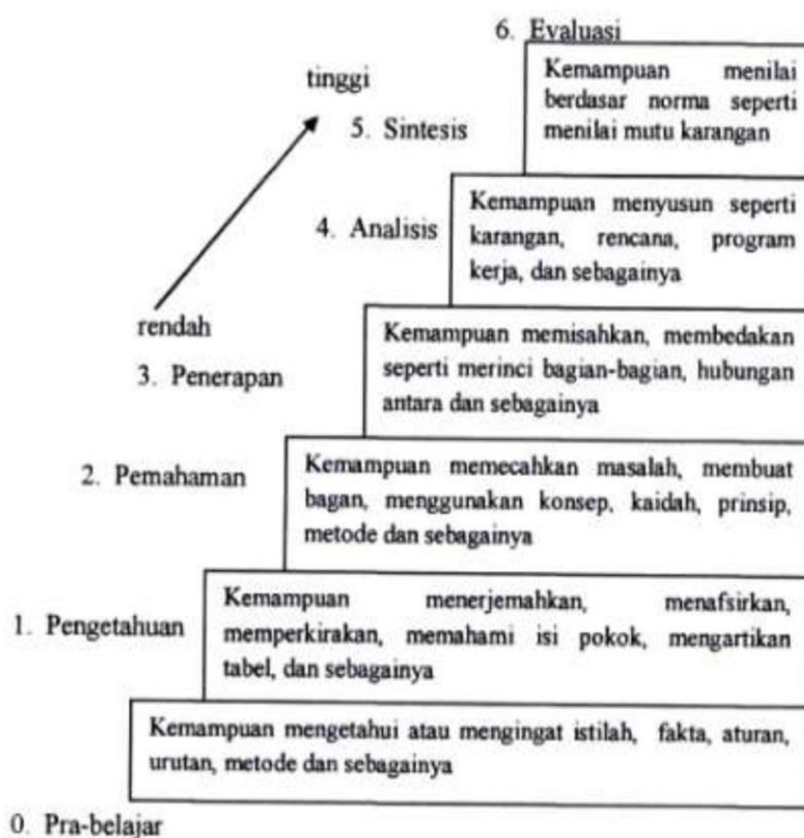 6. Evaluasi
Kemampuan menilai
berdasar norma seperti
menilai mutu karangan
tinggi
5. Sintesis
Kemampuan menyusun seperti
karangan, rencana, program
kerja, dan sebagainya
4. Analisis
rendah
Kemampuan memisahkan, membedakan
seperti merinci bagian-bagian, hubungan
antara dan sebagainya
3. Penerapan
Kemampuan memecahkan masalah, membuat
bagan, menggunakan konsep, kaidah, prinsip,
metode dan sebagainya
2. Pemahaman
Kemampuan menerjemahkan, menafsirkan,
memperkirakan, memahami isi pokok, mengartikan
tabel, dan sebagainya
1. Pengetahuan
Kemampuan mengetahui atau mengingat istilah, fakta, aturan,
urutan, metode dan sebagainya
0. Pra-belajar